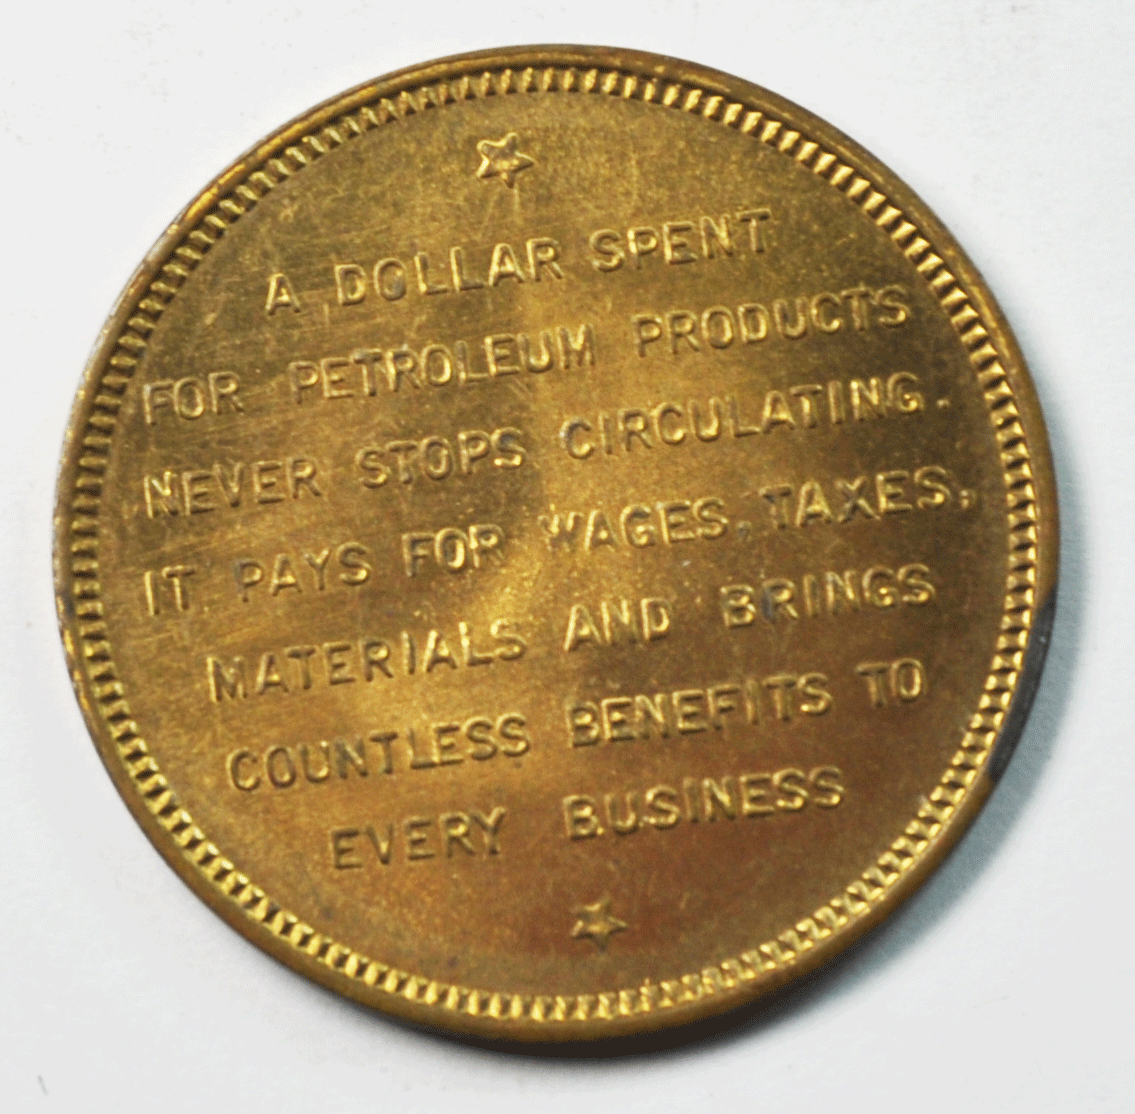 A DOLLAR SPENT
FOR PETROLEUM PRODUCTS
NEVER STOPS CIRCULATING.
IT PAYS FOR WAGES, TAXES,
MATERIALS AND BRINGS
COUNTLESS BENEFITS TO
EVERY BUSINESS